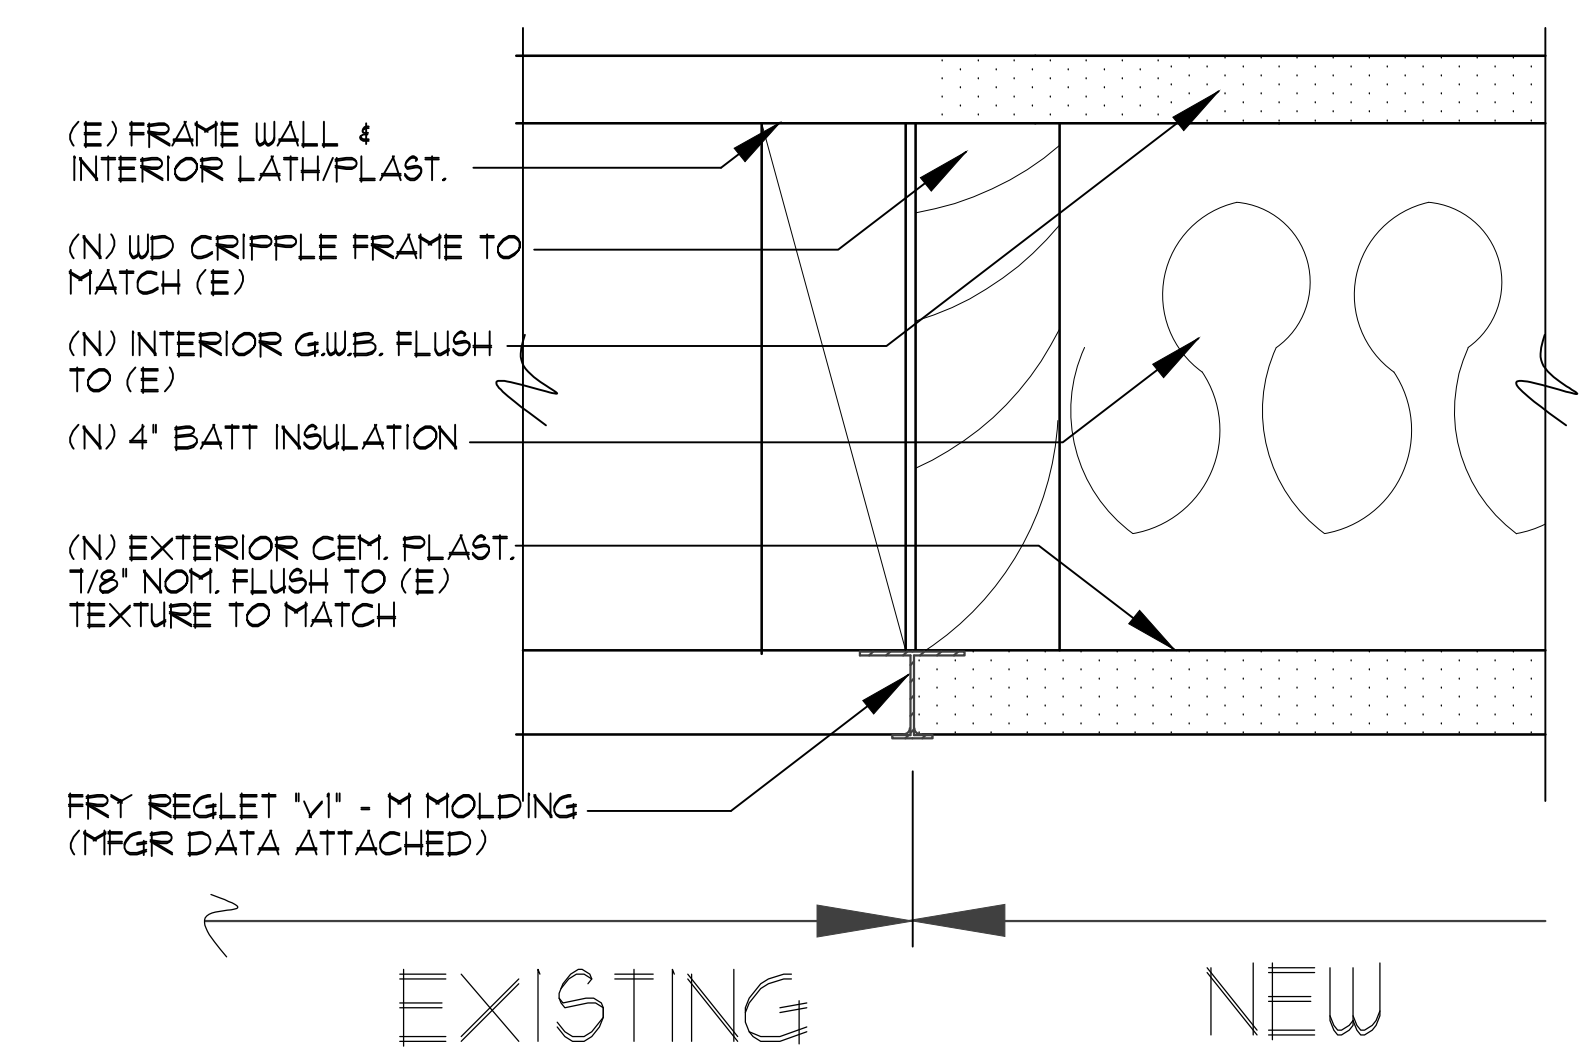 (E) FRAME WALL &
INTERIOR LATH/PLAST.
(N) WD CRIPPLE FRAME TO
MATCH (E)
(N) INTERIOR G.W.B. FLUSH
TO (E)
(N) 4" BATT INSULATION
(N) EXTERIOR CEM. PLAST.
7/8" NOM. FLUSH TO (E)
TEXTURE TO MATCH
FRY REGLET "V1" - M MOLDING
(MFGR DATA ATTACHED)
EXISTING
NEW